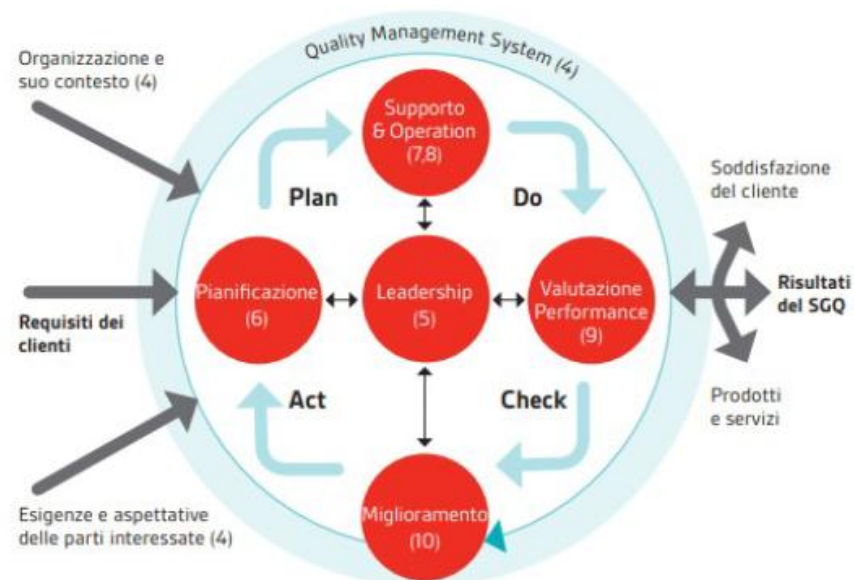 Quality Management System (4)
Organizzazione e
suo contesto (4)
Supporto
& Operation
(7,8)
Plan
Do
Soddisfazione
del cliente
Pianificazione
(6)
Leadership
(5)
Valutazione
Performance
(9)
Risultati
del SGQ
Requisiti dei
clienti
Act
Check
Prodotti
e servizi
Miglioramento
(10)
Esigenze e aspettative
delle parti interessate (4)